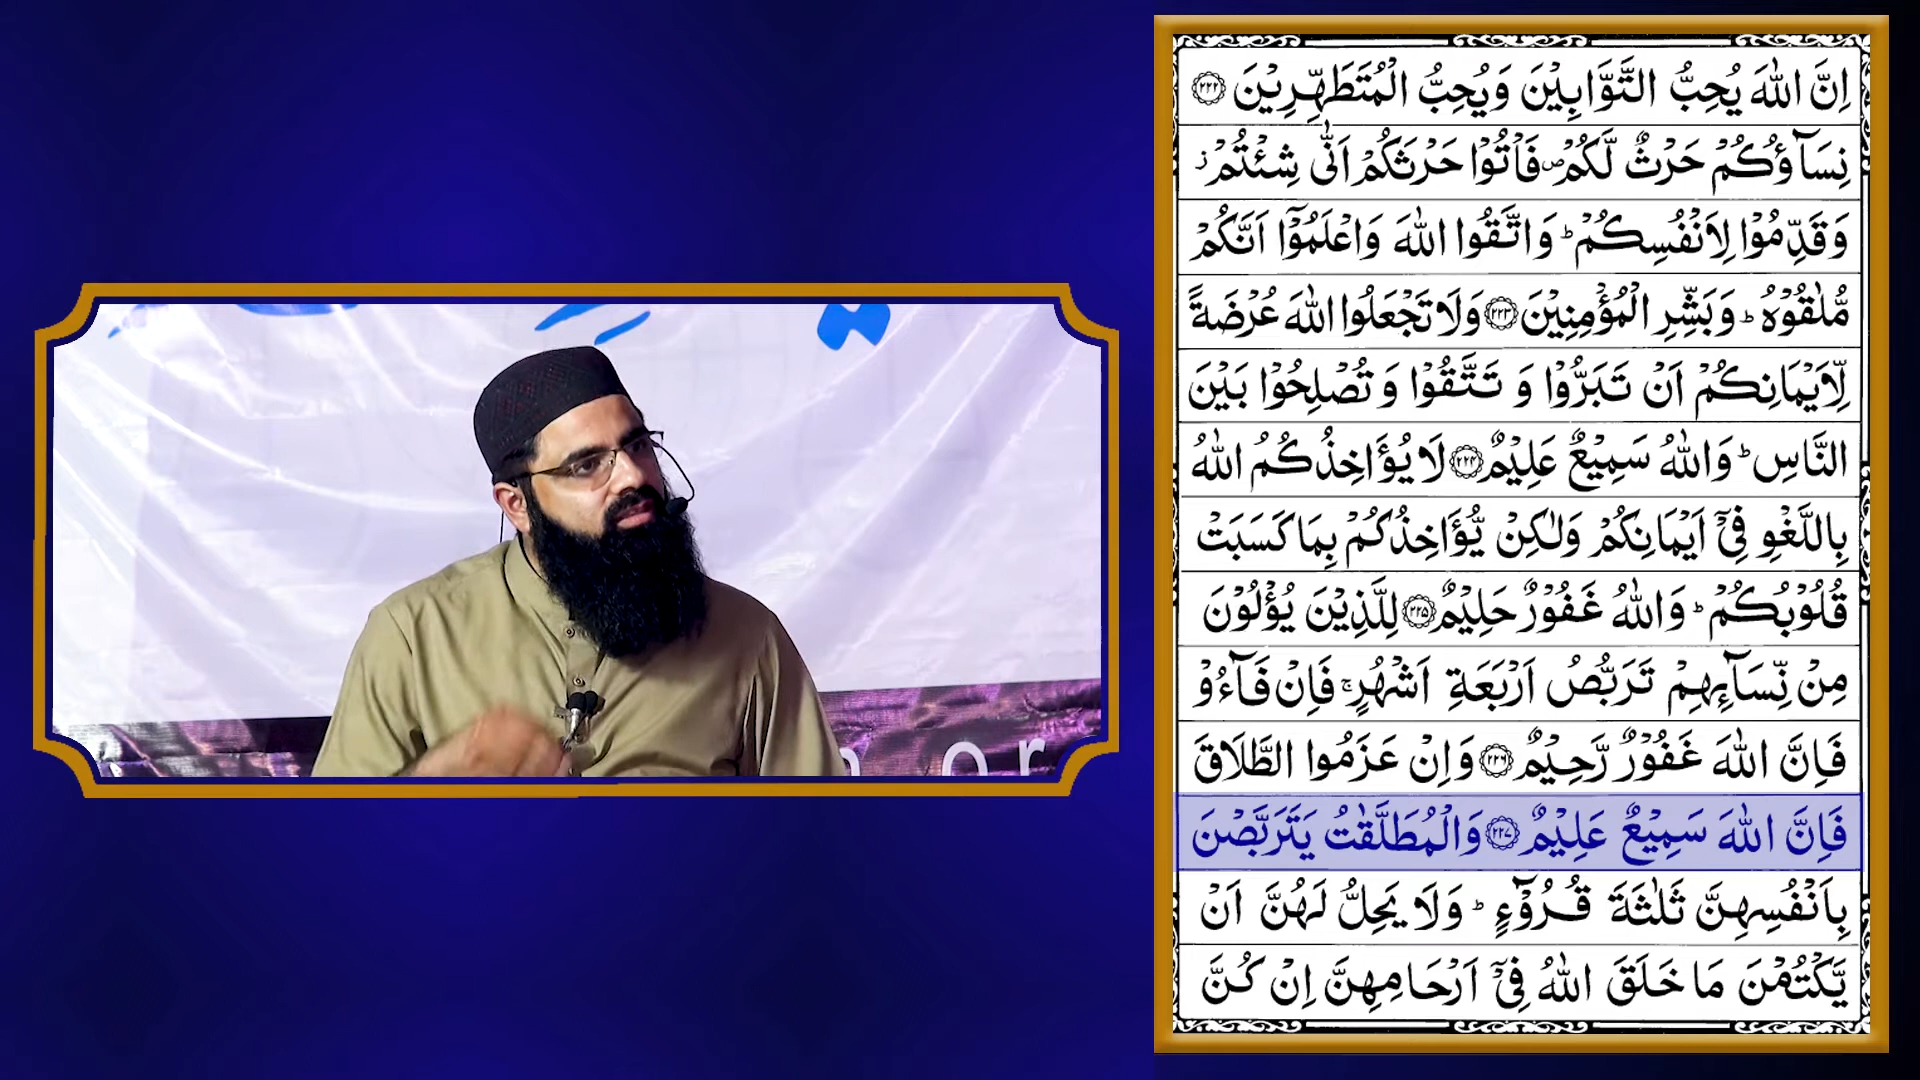 اِنَّ اللّٰهَ يُحِبُّ التَّوَّابِيْنَ وَيُحِبُّ الْمُتَطَهِّرِيْنَ ۲۲۲
نِسَآؤُكُمْ حَرْثٌ لَّكُمْ ص فَاْتُوْا حَرْثَكُمْ اَنّٰى شِئْتُمْ ز
وَقَدِّمُوْا لِاَنْفُسِكُمْ ؕ وَاتَّقُوا اللّٰهَ وَاعْلَمُوْۤا اَنَّكُمْ
مُّلٰقُوْهُ ؕ وَبَشِّرِ الْمُؤْمِنِيْنَ ۲۲۳ وَلَا تَجْعَلُوا اللّٰهَ عُرْضَةً
لِّاَيْمَانِكُمْ اَنْ تَبَرُّوْا وَ تَتَّقُوْا وَ تُصْلِحُوْا بَيْنَ
النَّاسِ ؕ وَاللّٰهُ سَمِيْعٌ عَلِيْمٌ ۲۲۴ لَا يُؤَاخِذُكُمُ اللّٰهُ
بِاللَّغْوِ فِىْۤ اَيْمَانِكُمْ وَلٰكِنْ يُّؤَاخِذُكُمْ بِمَا كَسَبَتْ
قُلُوْبُكُمْ ؕ وَاللّٰهُ غَفُوْرٌ حَلِيْمٌ ۲۲۵ لِلَّذِيْنَ يُؤْلُوْنَ
مِنْ نِّسَآئِهِمْ تَرَبُّصُ اَرْبَعَةِ اَشْهُرٍ ۚ فَاِنْ فَآءُوْ
فَاِنَّ اللّٰهَ غَفُوْرٌ رَّحِيْمٌ ۲۲۶ وَاِنْ عَزَمُوا الطَّلَاقَ
فَاِنَّ اللّٰهَ سَمِيْعٌ عَلِيْمٌ ۲۲۷ وَالْمُطَلَّقٰتُ يَتَرَبَّصْنَ
بِاَنْفُسِهِنَّ ثَلٰثَةَ قُرُوْٓءٍ ؕ وَلَا يَحِلُّ لَهُنَّ اَنْ
يَّكْتُمْنَ مَا خَلَقَ اللّٰهُ فِىْۤ اَرْحَامِهِنَّ اِنْ كُنَّ